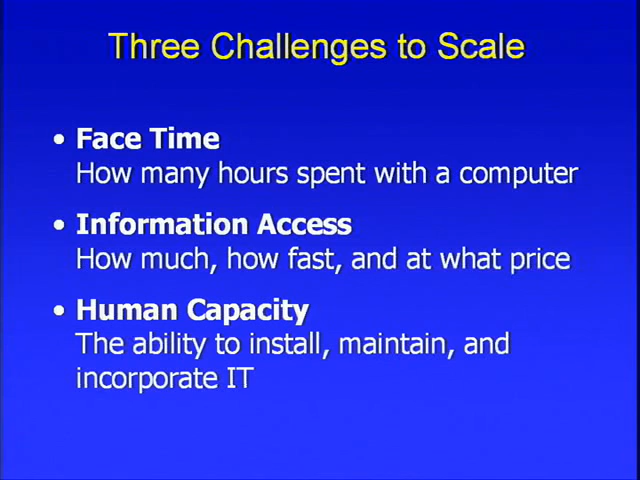 Three Challenges to Scale
• Face Time
How many hours spent with a computer
• Information Access
How much, how fast, and at what price
• Human Capacity
The ability to install, maintain, and
incorporate IT